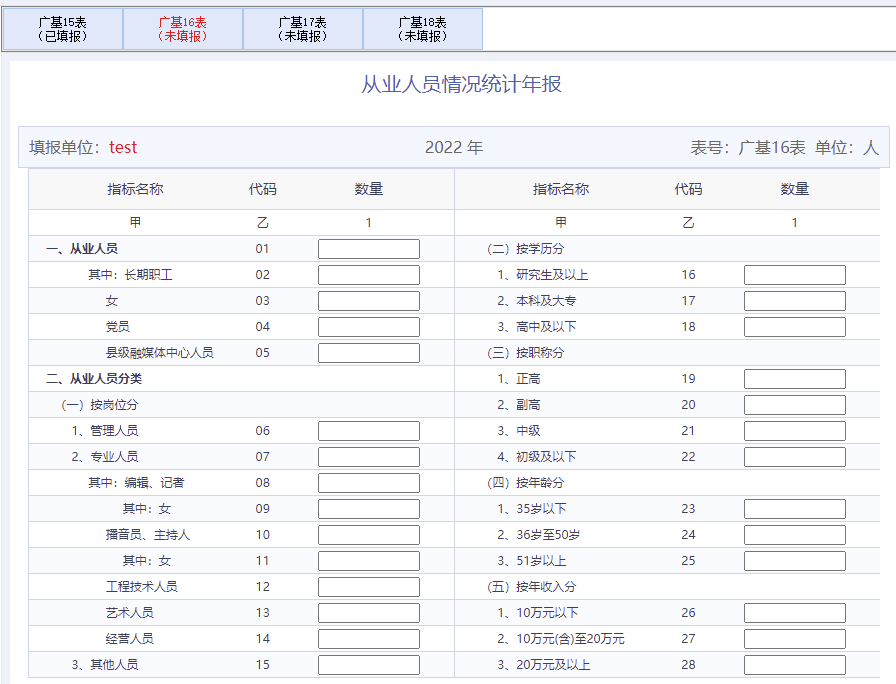 广基15表 广基16表 广基17表 广基18表
（已填报） （未填报） （未填报） （未填报）
从业人员情况统计年报
填报单位：test 2022 年 表号：广基16表 单位：人
指标名称 代码 数量 指标名称 代码 数量
甲 乙 1 甲 乙 1
一、从业人员 01 （二）按学历分
其中：长期职工 02 1、研究生及以上 16
女 03 2、本科及大专 17
党员 04 3、高中及以下 18
县级融媒体中心人员 05 （三）按职称分
二、从业人员分类 1、正高 19
（一）按岗位分 2、副高 20
1、管理人员 06 3、中级 21
2、专业人员 07 4、初级及以下 22
其中：编辑、记者 08 （四）按年龄分
其中：女 09 1、35岁以下 23
播音员、主持人 10 2、36岁至50岁 24
其中：女 11 3、51岁以上 25
工程技术人员 12 （五）按年收入分
艺术人员 13 1、10万元以下 26
经营人员 14 2、10万元(含)至20万元 27
3、其他人员 15 3、20万元及以上 28